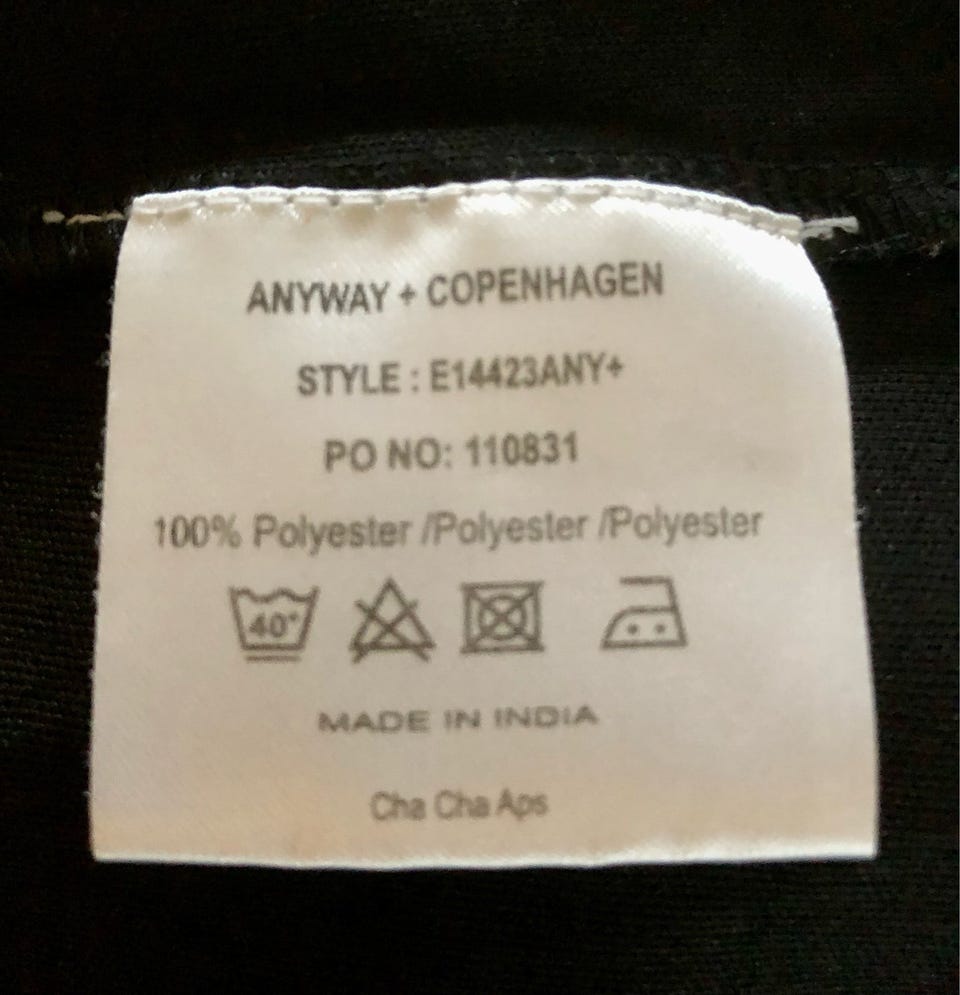 ANYWAY + COPENHAGEN
STYLE : E14423ANY+
PO NO: 110831
100% Polyester /Polyester /Polyester
40°
MADE IN INDIA
Cha Cha Aps